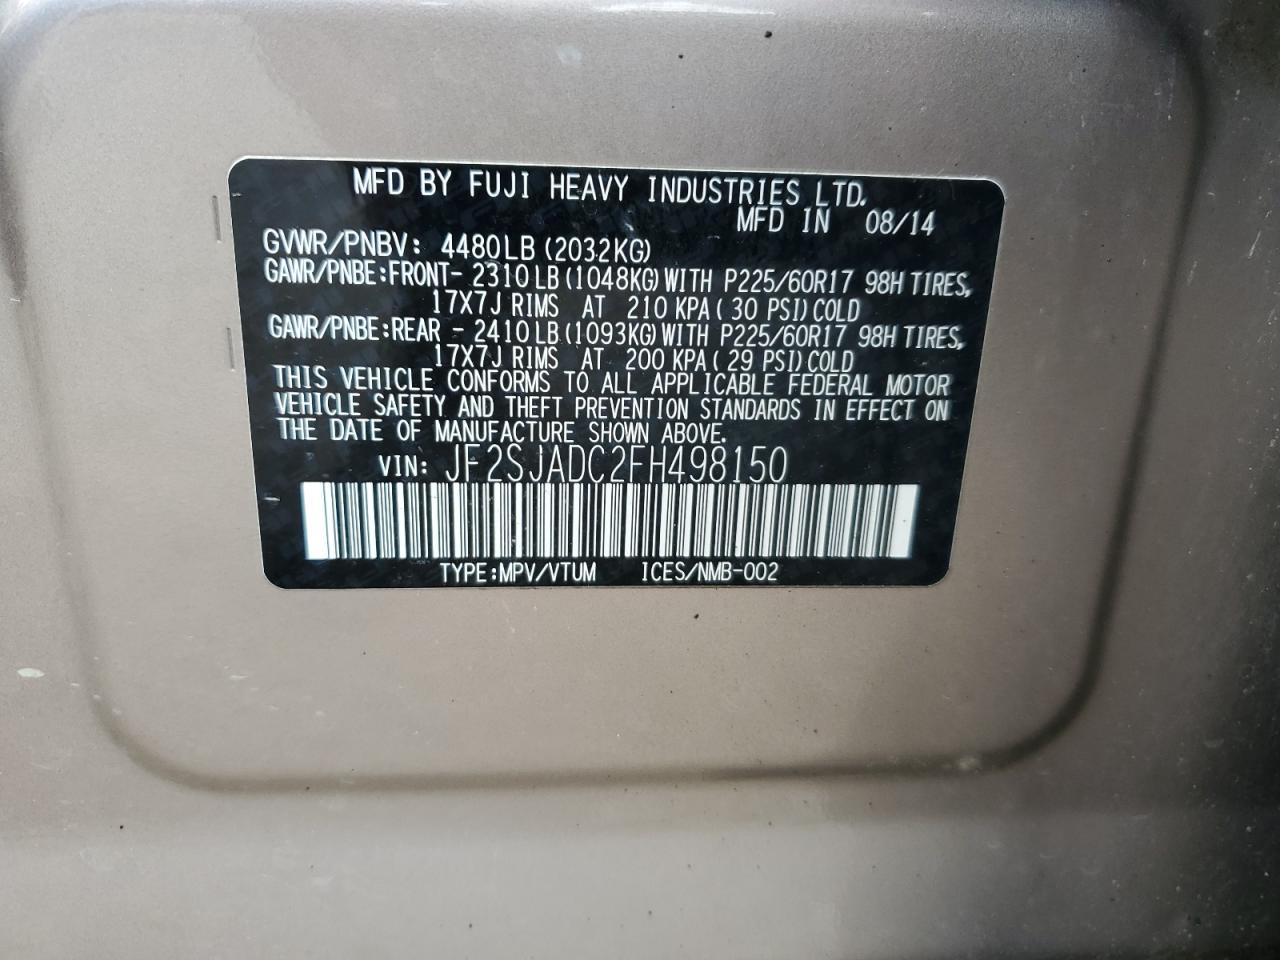 MFD BY FUJI HEAVY INDUSTRIES LTD.
MFD IN 08/14
GVWR/PNBV: 4480LB (2032KG)
GAWR/PNBE:FRONT- 2310 LB (1048KG) WITH P225/60R17 98H TIRES,
17X7J RIMS AT 210 KPA ( 30 PSI) COLD
GAWR/PNBE:REAR - 2410 LB (1093KG) WITH P225/60R17 98H TIRES,
17X7J RIMS AT 200 KPA ( 29 PSI) COLD
THIS VEHICLE CONFORMS TO ALL APPLICABLE FEDERAL MOTOR
VEHICLE SAFETY AND THEFT PREVENTION STANDARDS IN EFFECT ON
THE DATE OF MANUFACTURE SHOWN ABOVE.
VIN: JF2SJADC2FH498150
TYPE:MPV/VTUM ICES/NMB-002